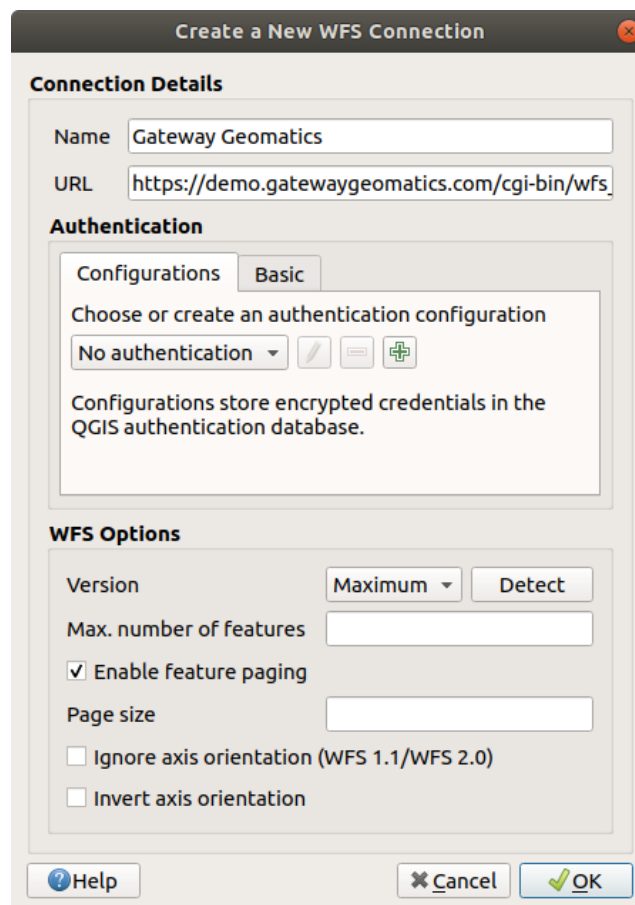 Create a New WFS Connection
Connection Details
Name Gateway Geomatics
URL https://demo.gatewaygeomatics.com/cgi-bin/wfs_
Authentication
Configurations Basic
Choose or create an authentication configuration
No authentication
Configurations store encrypted credentials in the
QGIS authentication database.
WFS Options
Version Maximum Detect
Max. number of features
Enable feature paging
Page size
Ignore axis orientation (WFS 1.1/WFS 2.0)
Invert axis orientation
Help Cancel OK